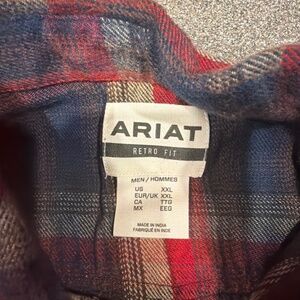 ARIAT
RETRO FIT
MEN / HOMMES
US XXL
EUR/UK XXL
CA TTG
MX EEG
MADE IN INDIA
FABRIQUÉ EN INDE